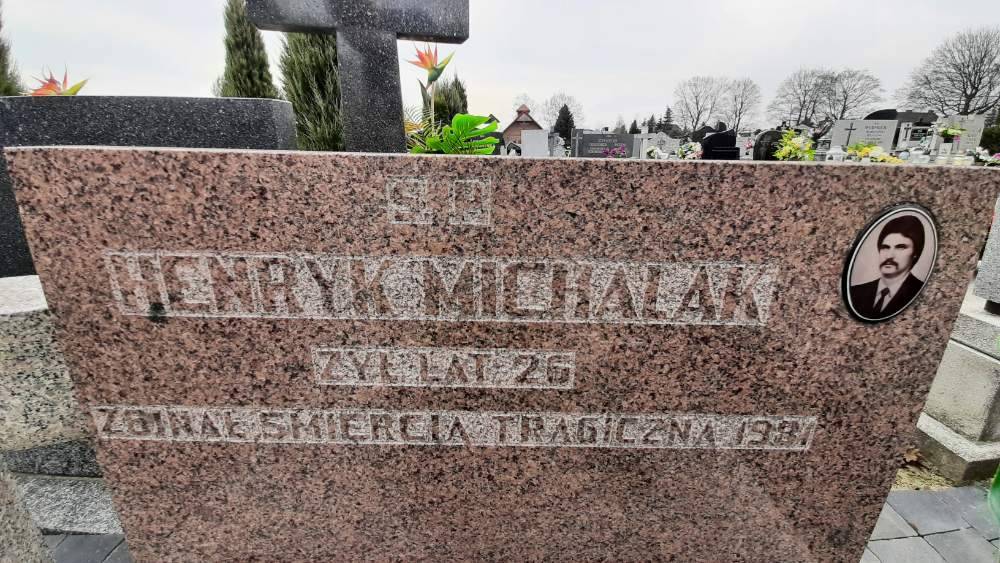 Ś. P.
HENRYK MICHALAK
ŻYŁ LAT 26
ZGINĄŁ ŚMIERCIĄ TRAGICZNĄ